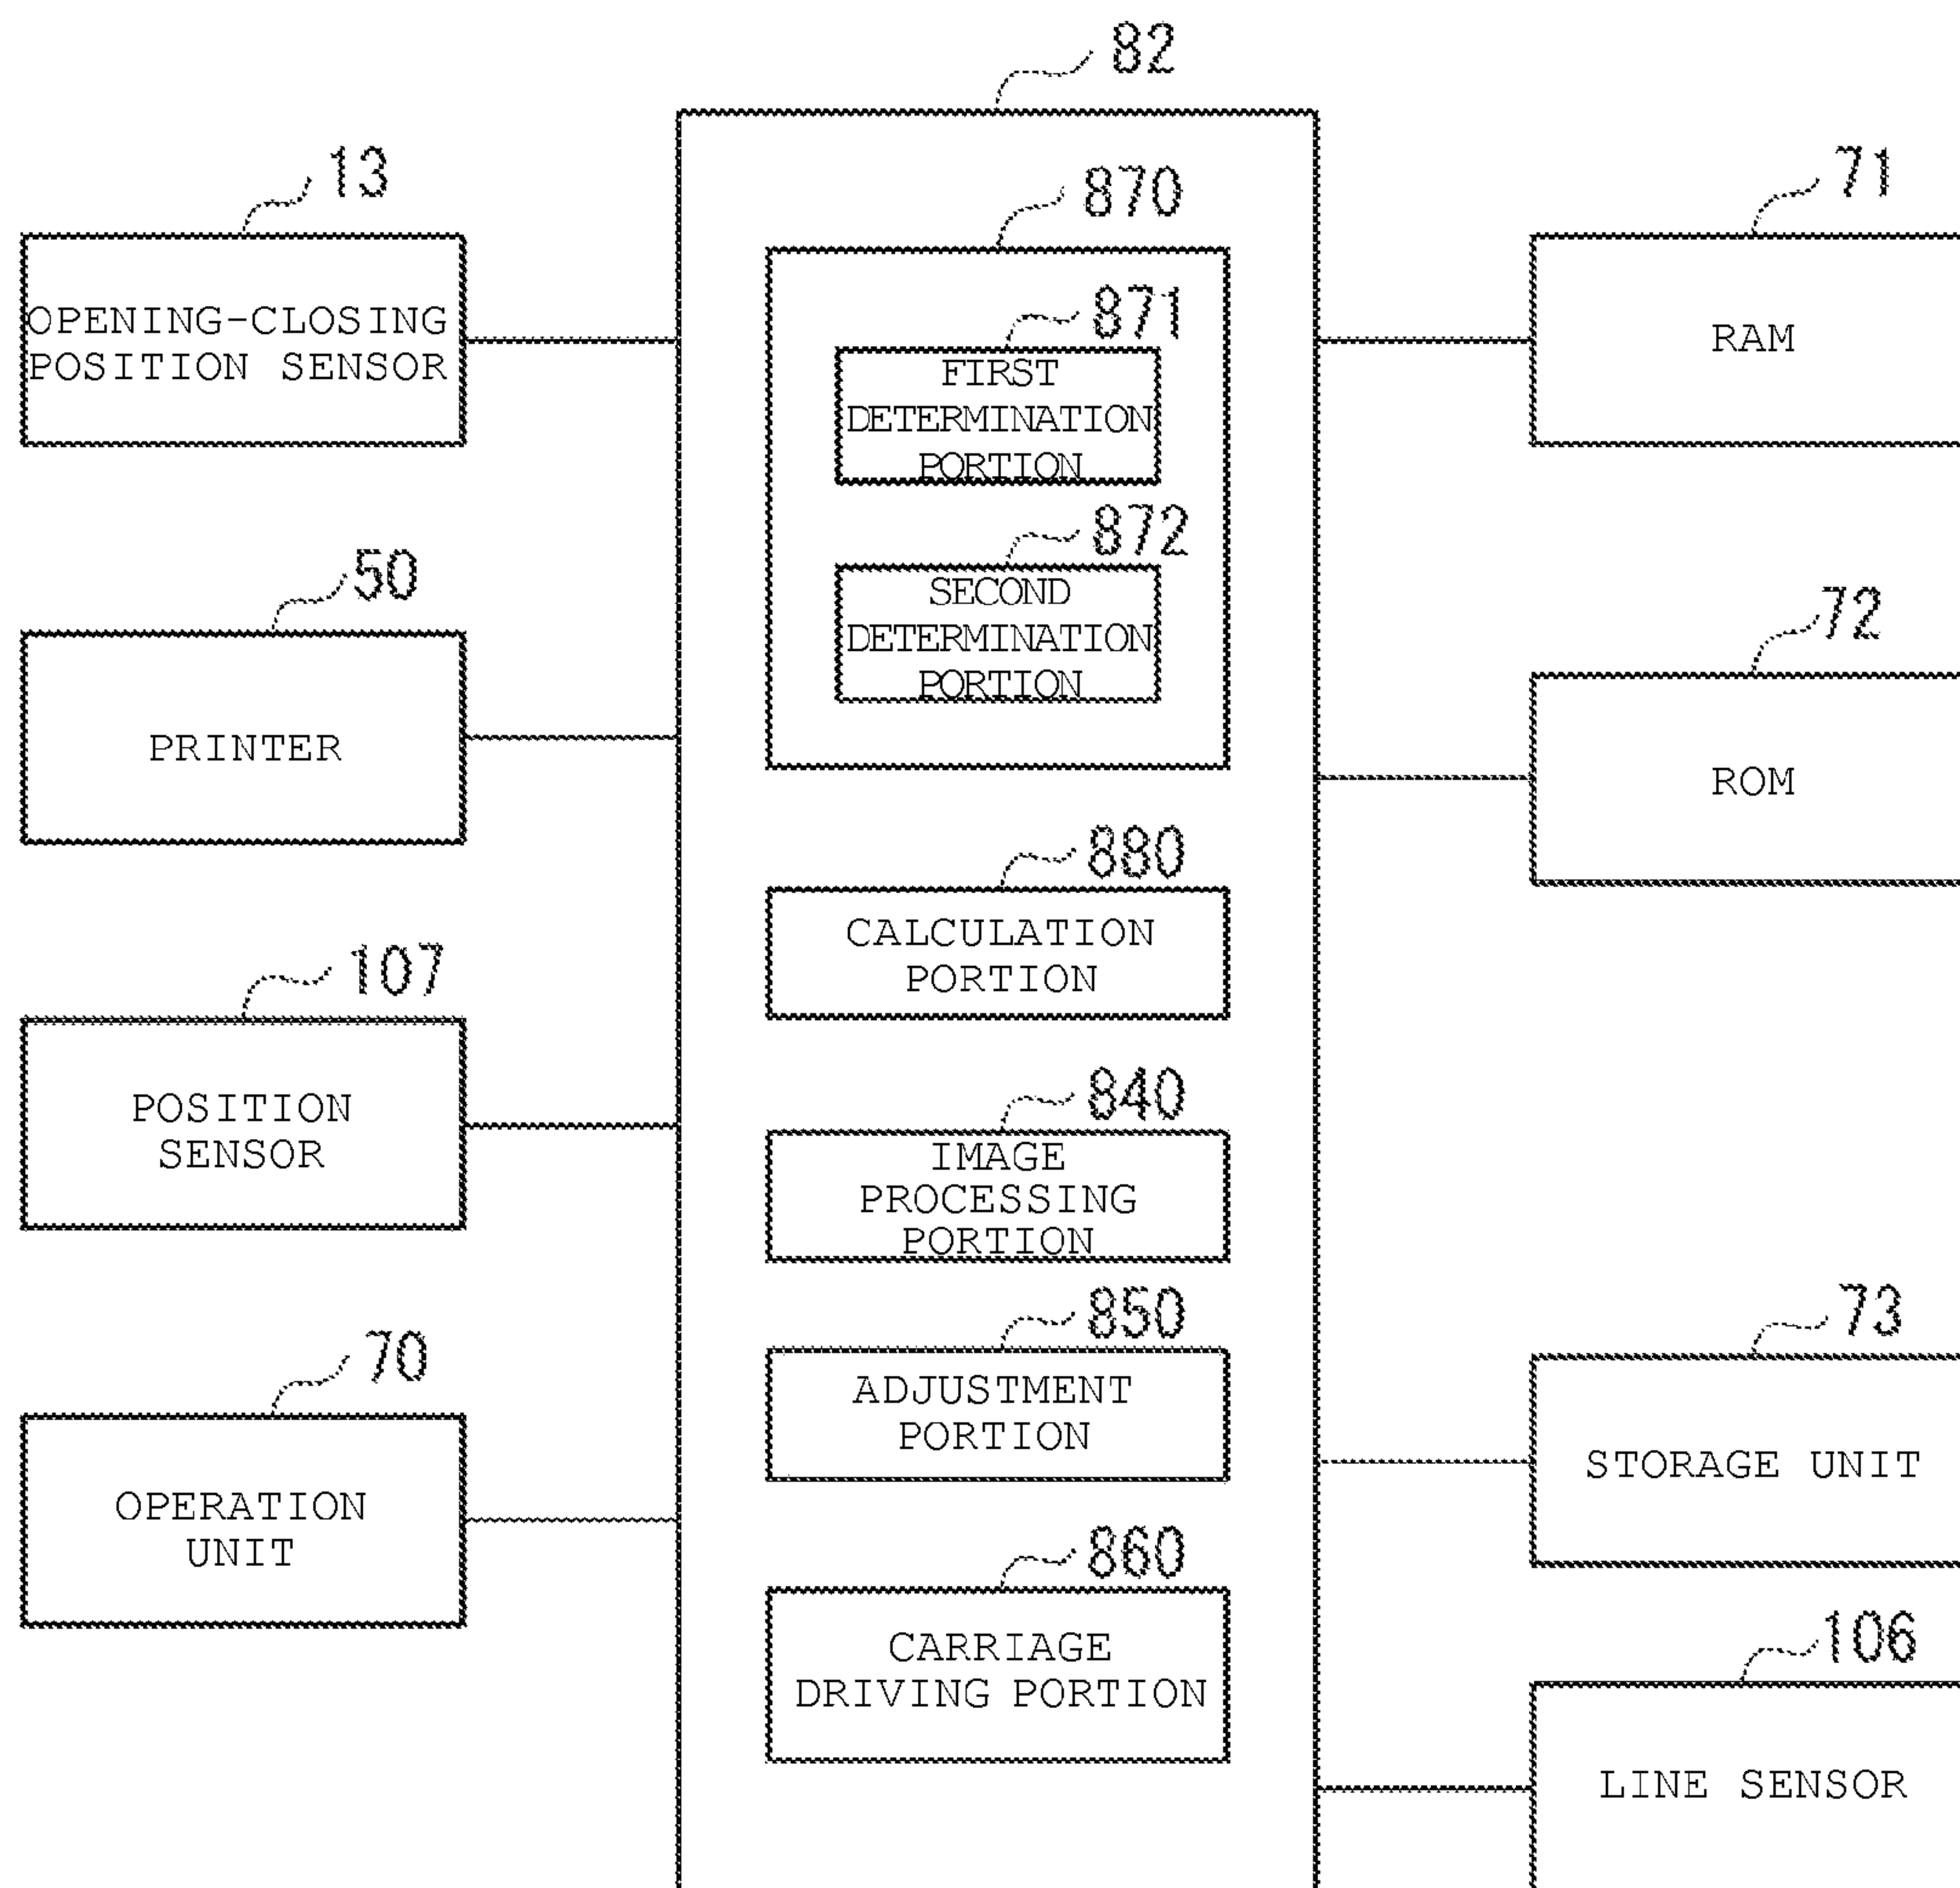 82
13
OPENING-CLOSING
POSITION SENSOR
50
PRINTER
107
POSITION
SENSOR
70
OPERATION
UNIT
870
871
FIRST
DETERMINATION
PORTION
872
SECOND
DETERMINATION
PORTION
880
CALCULATION
PORTION
840
IMAGE
PROCESSING
PORTION
850
ADJUSTMENT
PORTION
860
CARRIAGE
DRIVING PORTION
71
RAM
72
ROM
73
STORAGE UNIT
106
LINE SENSOR